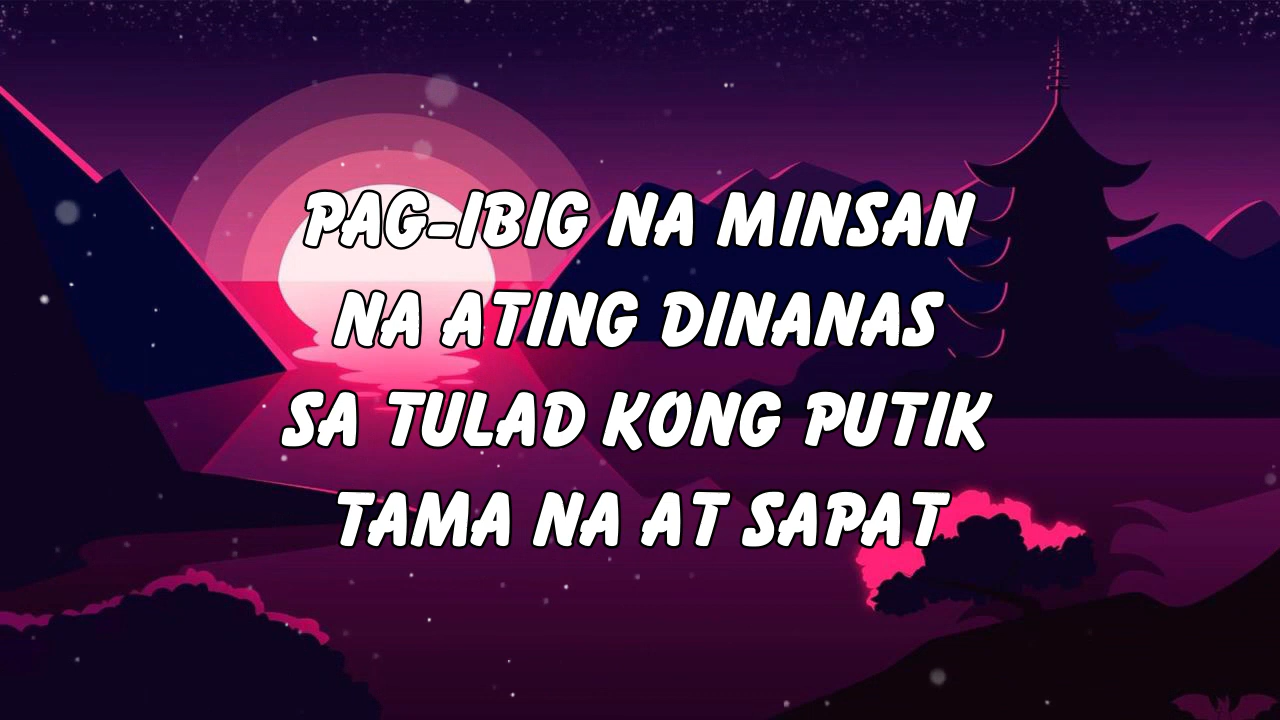 PAG-IBIG NA MINSAN
NA ATING DINANAS
SA TULAD KONG PUTIK
TAMA NA AT SAPAT